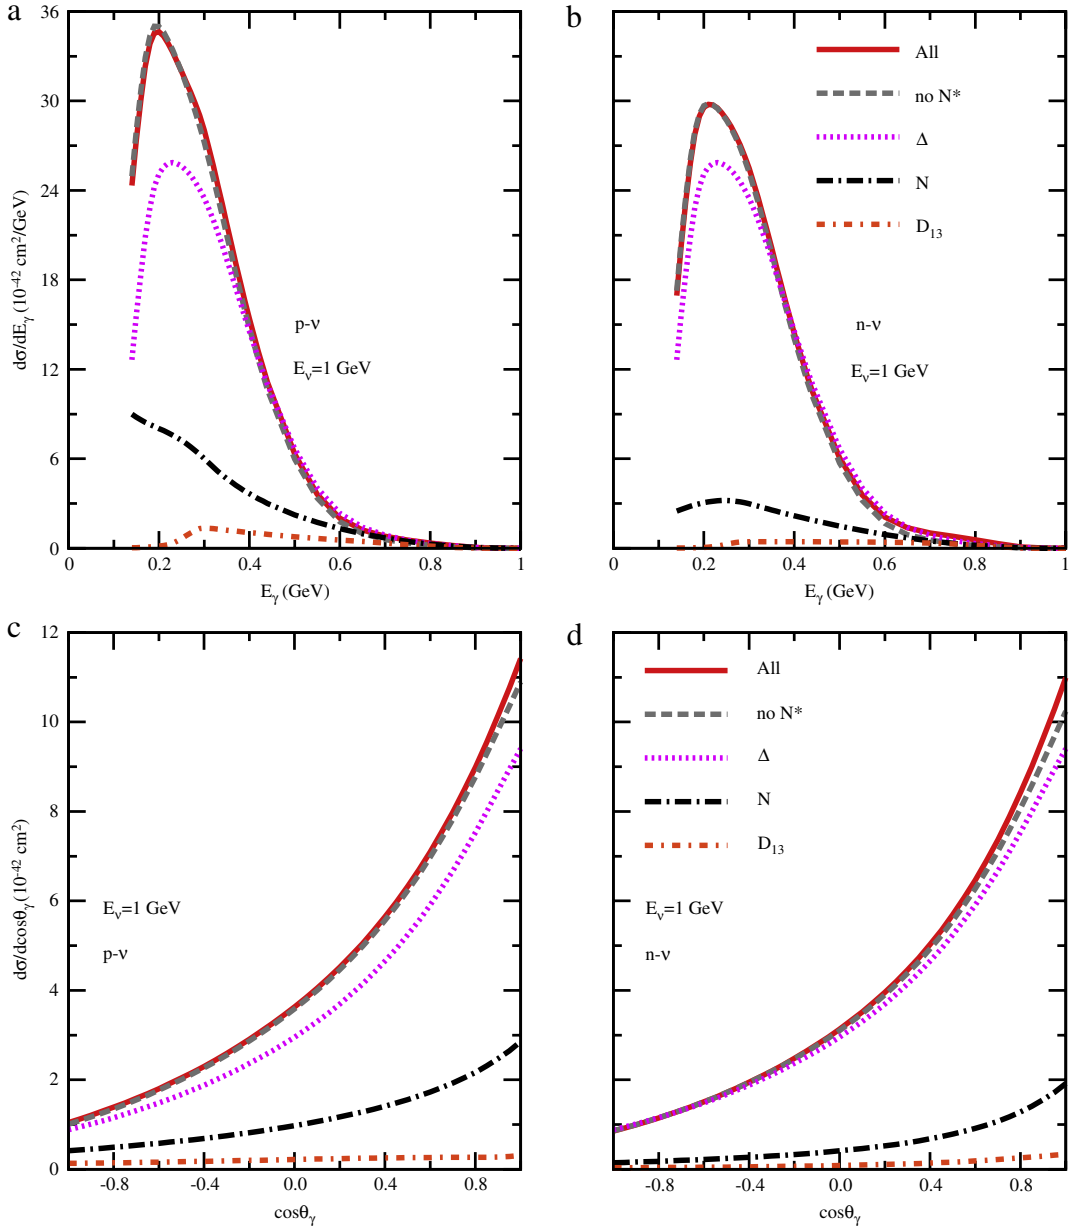 a
b
36
30
24
18
12
6
0
dσ/dE_γ (10^-42 cm^2/GeV)
p-ν
E_ν=1 GeV
0
0.2
0.4
0.6
0.8
E_γ (GeV)
All
no N*
Δ
N
D_13
n-ν
E_ν=1 GeV
0
0.2
0.4
0.6
0.8
1
E_γ (GeV)
c
d
12
10
8
6
4
2
0
dσ/dcosθ_γ (10^-42 cm^2)
E_ν=1 GeV
p-ν
-0.8
-0.4
0.0
0.4
0.8
cosθ_γ
All
no N*
Δ
N
D_13
E_ν=1 GeV
n-ν
-0.8
-0.4
0.0
0.4
0.8
cosθ_γ